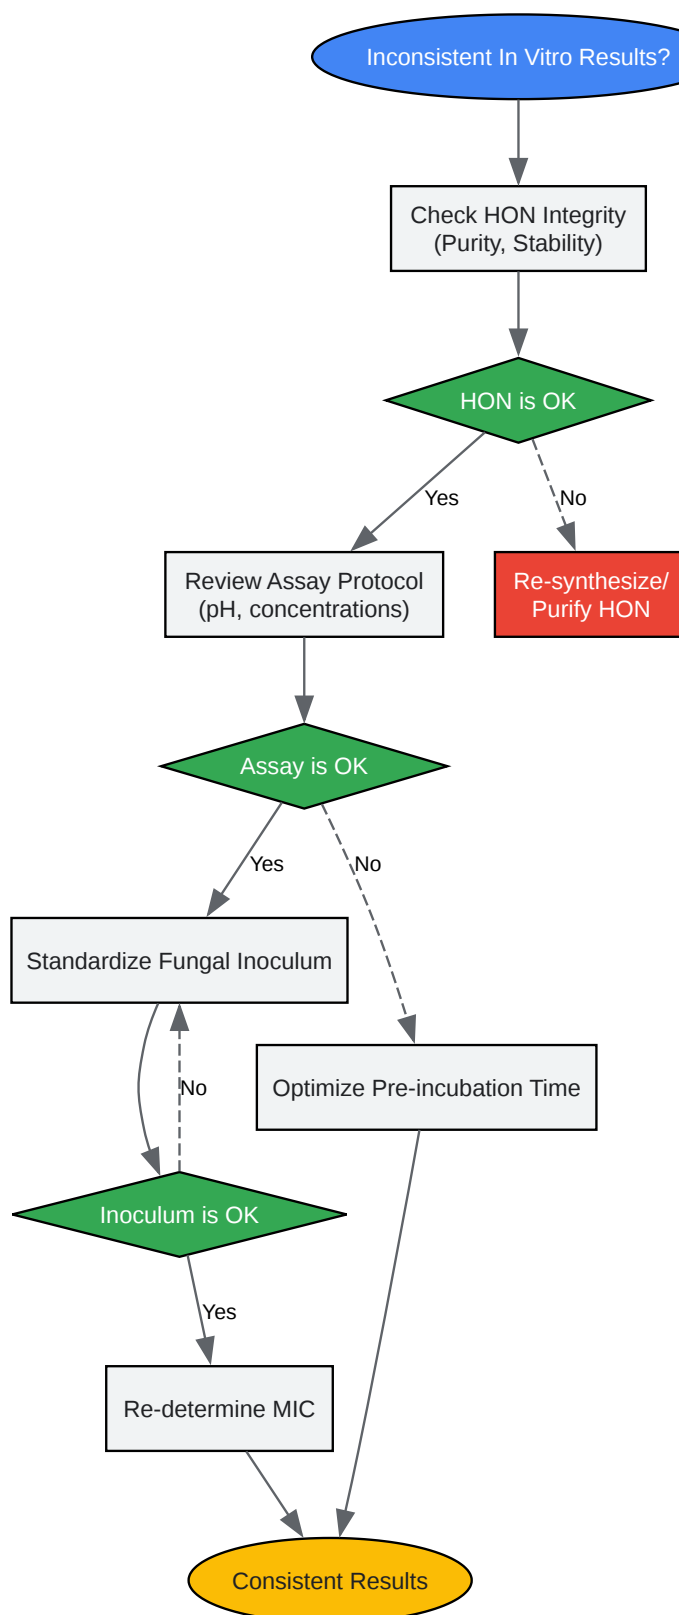 Inconsistent In Vitro Results?
Check HON Integrity
(Purity, Stability)
HON is OK
Yes
No
Review Assay Protocol
(pH, concentrations)
Re-synthesize/
Purify HON
Assay is OK
Yes
No
Standardize Fungal Inoculum
Optimize Pre-incubation Time
No
Inoculum is OK
Yes
Re-determine MIC
Consistent Results